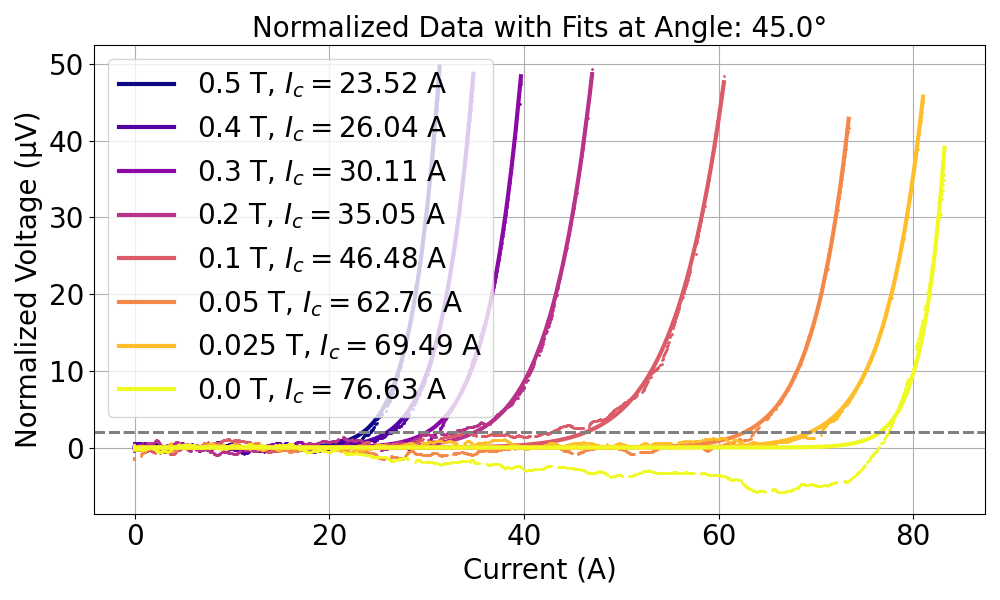 Normalized Data with Fits at Angle: 45.0°
Normalized Voltage (µV)
50
40
30
20
10
0
0.5 T, I_c = 23.52 A
0.4 T, I_c = 26.04 A
0.3 T, I_c = 30.11 A
0.2 T, I_c = 35.05 A
0.1 T, I_c = 46.48 A
0.05 T, I_c = 62.76 A
0.025 T, I_c = 69.49 A
0.0 T, I_c = 76.63 A
0 20 40 60 80
Current (A)